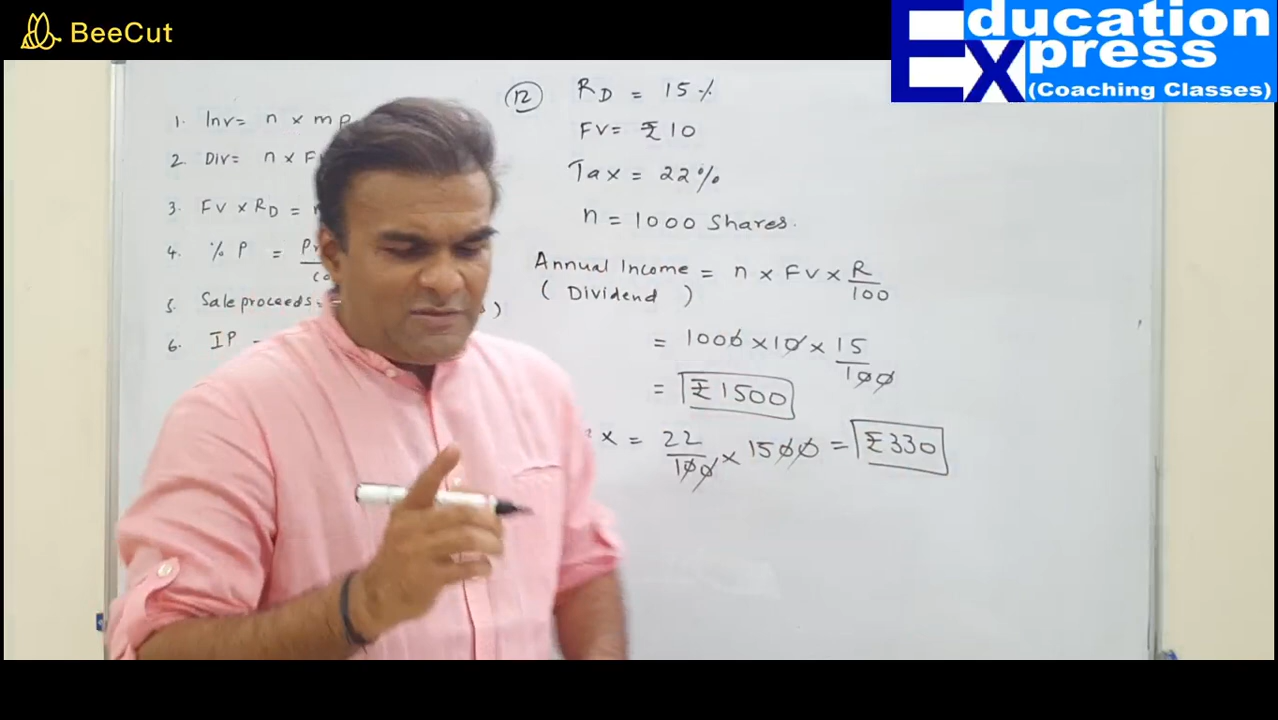 BeeCut
Education
Express
(Coaching Classes)
1. Inv= n × mp
2. Div= n × F
3. FV × RD =
4. % P =
5. Sale proceeds =
6. IP
)
12
RD = 15%
FV= ₹10
Tax = 22%
n = 1000 Shares.
Annual Income = n × FV × R/100
( Dividend )
= 1000 × 10 × 15/100
= ₹1500
x = 22/100 × 1500 = ₹330